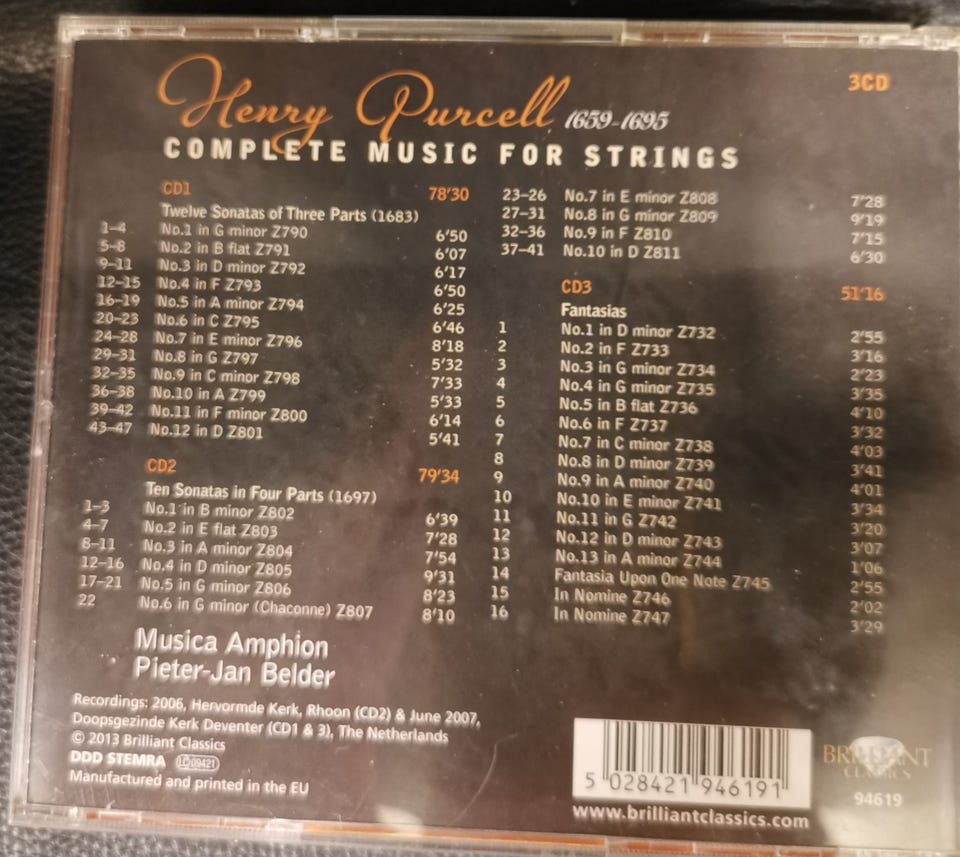 Henry Purcell 1659-1695
3CD
COMPLETE MUSIC FOR STRINGS
CD1 78'30
Twelve Sonatas of Three Parts (1683)
1–4 No.1 in G minor Z790 6'50
5–8 No.2 in B flat Z791 6'07
9–11 No.3 in D minor Z792 6'17
12–15 No.4 in F Z793 6'50
16–19 No.5 in A minor Z794 6'25
20–23 No.6 in C Z795 6'46
24–28 No.7 in E minor Z796 8'18
29–31 No.8 in G Z797 5'32
32–35 No.9 in C minor Z798 7'33
36–38 No.10 in A Z799 5'33
39–42 No.11 in F minor Z800 6'14
43–47 No.12 in D Z801 5'41
CD2 79'34
Ten Sonatas in Four Parts (1697)
1–3 No.1 in B minor Z802 6'39
4–7 No.2 in E flat Z803 7'28
8–11 No.3 in A minor Z804 7'54
12–16 No.4 in D minor Z805 9'31
17–21 No.5 in G minor Z806 8'23
22 No.6 in G minor (Chaconne) Z807 8'10
23–26 No.7 in E minor Z808 7'28
27–31 No.8 in G minor Z809 9'19
32–36 No.9 in F Z810 7'15
37–41 No.10 in D Z811 6'30
CD3 51'16
Fantasias
1 No.1 in D minor Z732 2'55
2 No.2 in F Z733 3'16
3 No.3 in G minor Z734 2'23
4 No.4 in G minor Z735 3'35
5 No.5 in B flat Z736 4'10
6 No.6 in F Z737 3'32
7 No.7 in C minor Z738 4'03
8 No.8 in D minor Z739 3'41
9 No.9 in A minor Z740 4'01
10 No.10 in E minor Z741 3'34
11 No.11 in G Z742 3'20
12 No.12 in D minor Z743 3'07
13 No.13 in A minor Z744 1'06
14 Fantasia Upon One Note Z745 2'55
15 In Nomine Z746 2'02
16 In Nomine Z747 3'29
Musica Amphion
Pieter-Jan Belder
Recordings: 2006, Hervormde Kerk, Rhoon (CD2) & June 2007,
Doopsgezinde Kerk Deventer (CD1 & 3), The Netherlands
© 2013 Brilliant Classics
DDD STEMRA LC 09421
Manufactured and printed in the EU
5 028421 946191
www.brilliantclassics.com
BRILLIANT
CLASSICS
94619